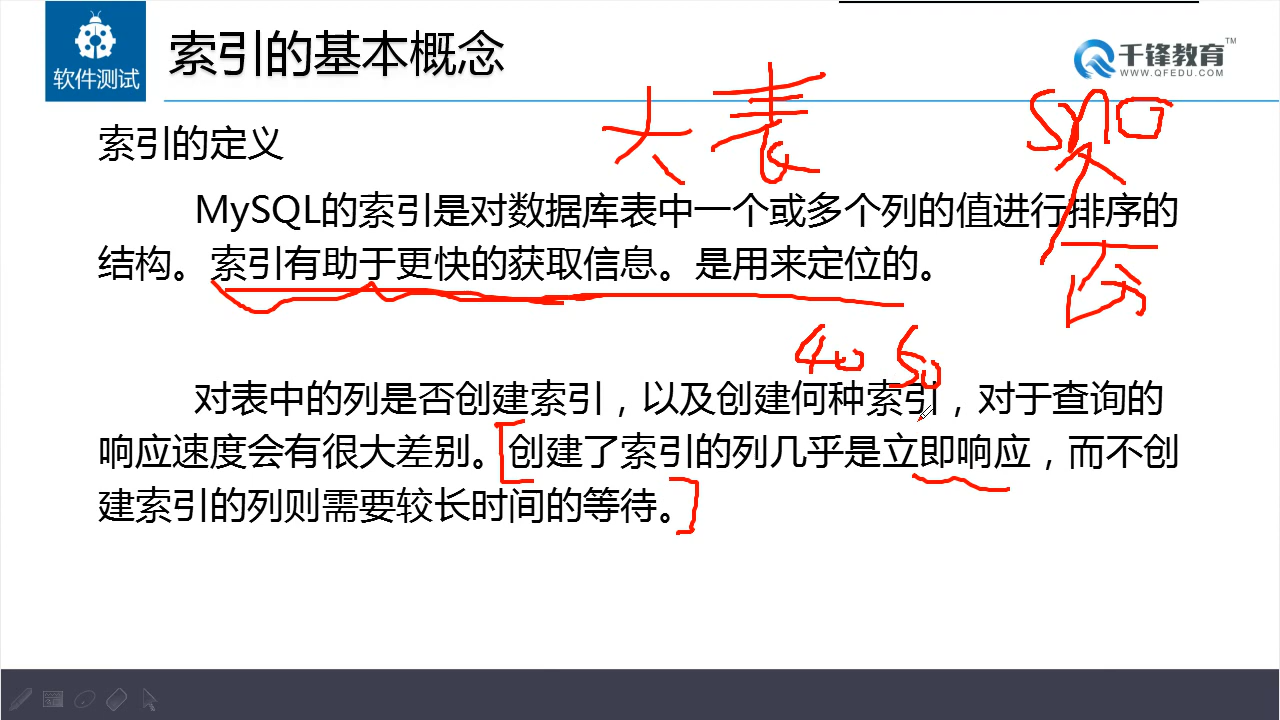 软件测试
索引的基本概念
千锋教育TM
WWW.QFEDU.COM
大表
sno
索引的定义
MySQL的索引是对数据库表中一个或多个列的值进行排序的
结构。索引有助于更快的获取信息。是用来定位的。
40 50
对表中的列是否创建索引，以及创建何种索引，对于查询的
响应速度会有很大差别。创建了索引的列几乎是立即响应，而不创
建索引的列则需要较长时间的等待。